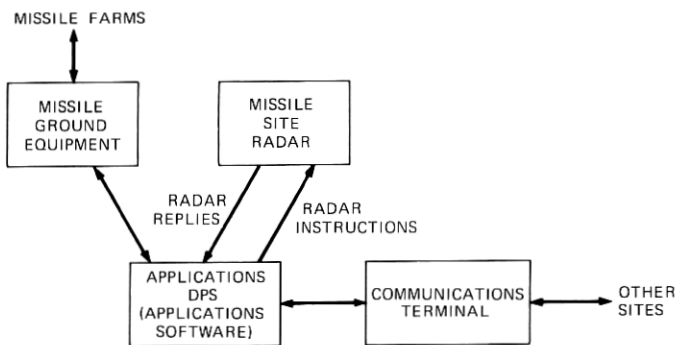 MISSILE FARMS
MISSILE
GROUND
EQUIPMENT
MISSILE
SITE
RADAR
RADAR
REPLIES
RADAR
INSTRUCTIONS
APPLICATIONS
DPS
(APPLICATIONS
SOFTWARE)
COMMUNICATIONS
TERMINAL
OTHER
SITES